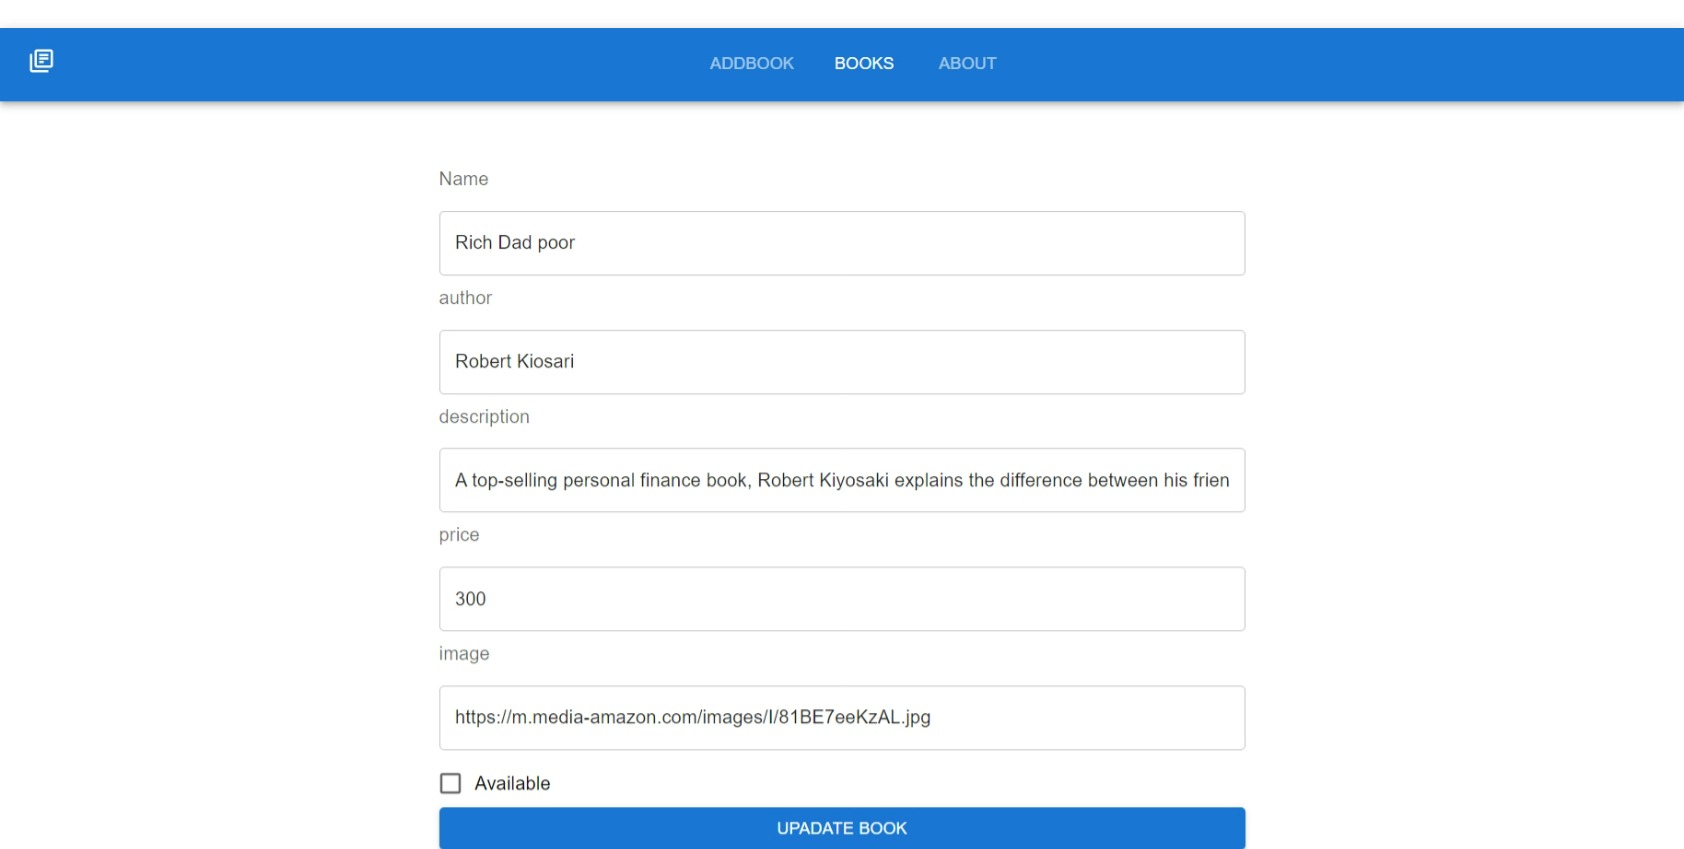 ADDBOOK BOOKS ABOUT
Name
Rich Dad poor
author
Robert Kiosari
description
A top-selling personal finance book, Robert Kiyosaki explains the difference between his frien
price
300
image
https://m.media-amazon.com/images/I/81BE7eeKzAL.jpg
Available
UPADATE BOOK